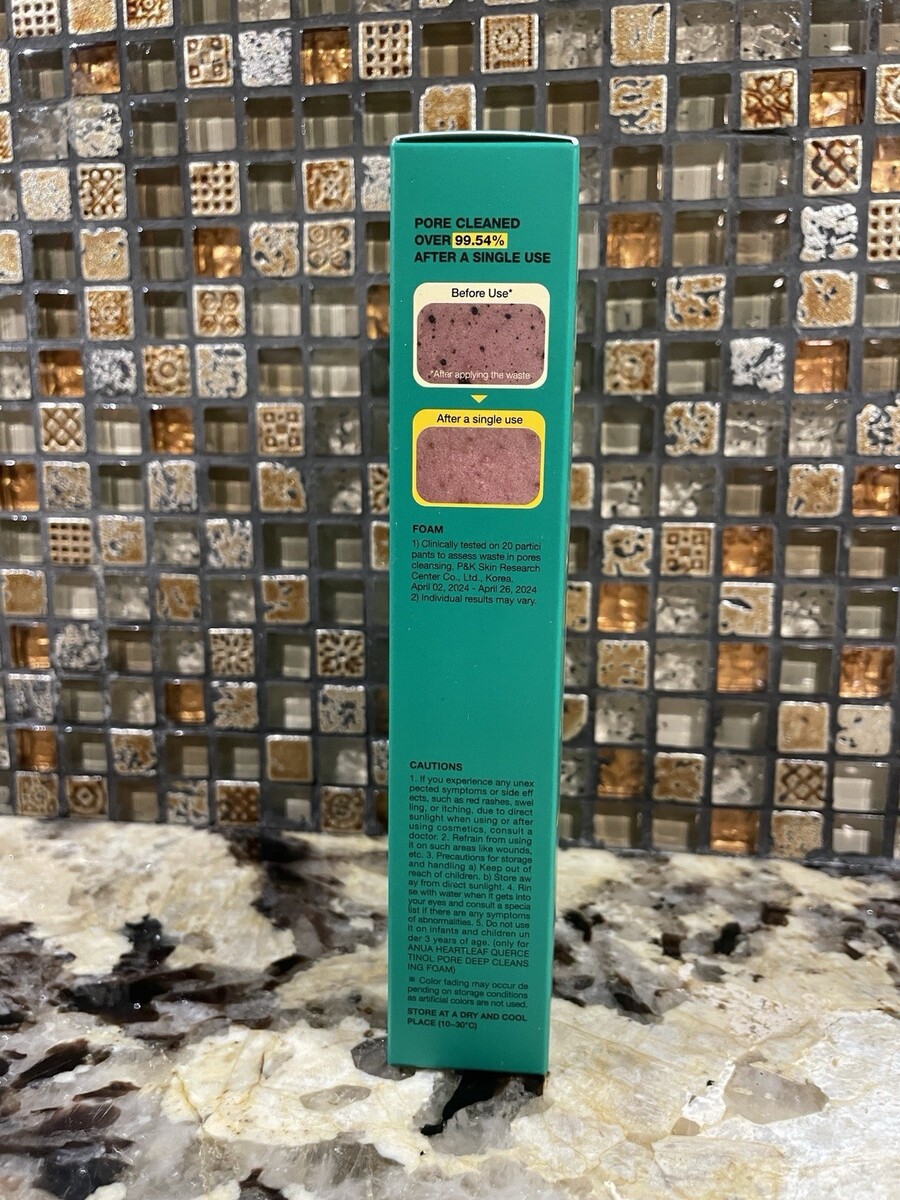 PORE CLEANED
OVER 99.54%
AFTER A SINGLE USE
Before Use*
*After applying the waste
After a single use
FOAM
1) Clinically tested on 20 partici
pants to assess waste in pores
cleansing, P&K Skin Research
Center Co., Ltd., Korea.
April 02, 2024 - April 26, 2024
2) Individual results may vary.
CAUTIONS
1. If you experience any unex
pected symptoms or side eff
ects, such as red rashes, swel
ling, or itching, due to direct
sunlight when using or after
using cosmetics, consult a
doctor. 2. Refrain from using
it on such areas like wounds,
etc. 3. Precautions for storage
and handling a) Keep out of
reach of children. b) Store aw
ay from direct sunlight. 4. Rin
se with water when it gets into
your eyes and consult a specia
list if there are any symptoms
of abnormalities. 5. Do not use
it on infants and children un
der 3 years of age. (only for
ANUA HEARTLEAF QUERCE
TINOL PORE DEEP CLEANS
ING FOAM)
※ Color fading may occur de
pending on storage conditions
as artificial colors are not used.
STORE AT A DRY AND COOL
PLACE (10~30°C)